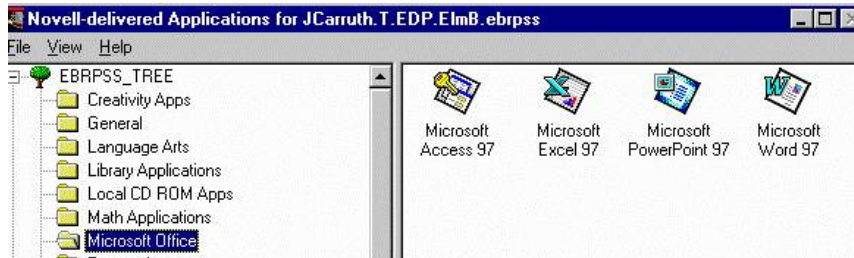 Novell-delivered Applications for JCarruth.T.EDP.ElmB.ebrpss
File View Help
EBRPSS_TREE
Creativity Apps
General
Language Arts
Library Applications
Local CD ROM Apps
Math Applications
Microsoft Office
Microsoft Access 97
Microsoft Excel 97
Microsoft PowerPoint 97
Microsoft Word 97